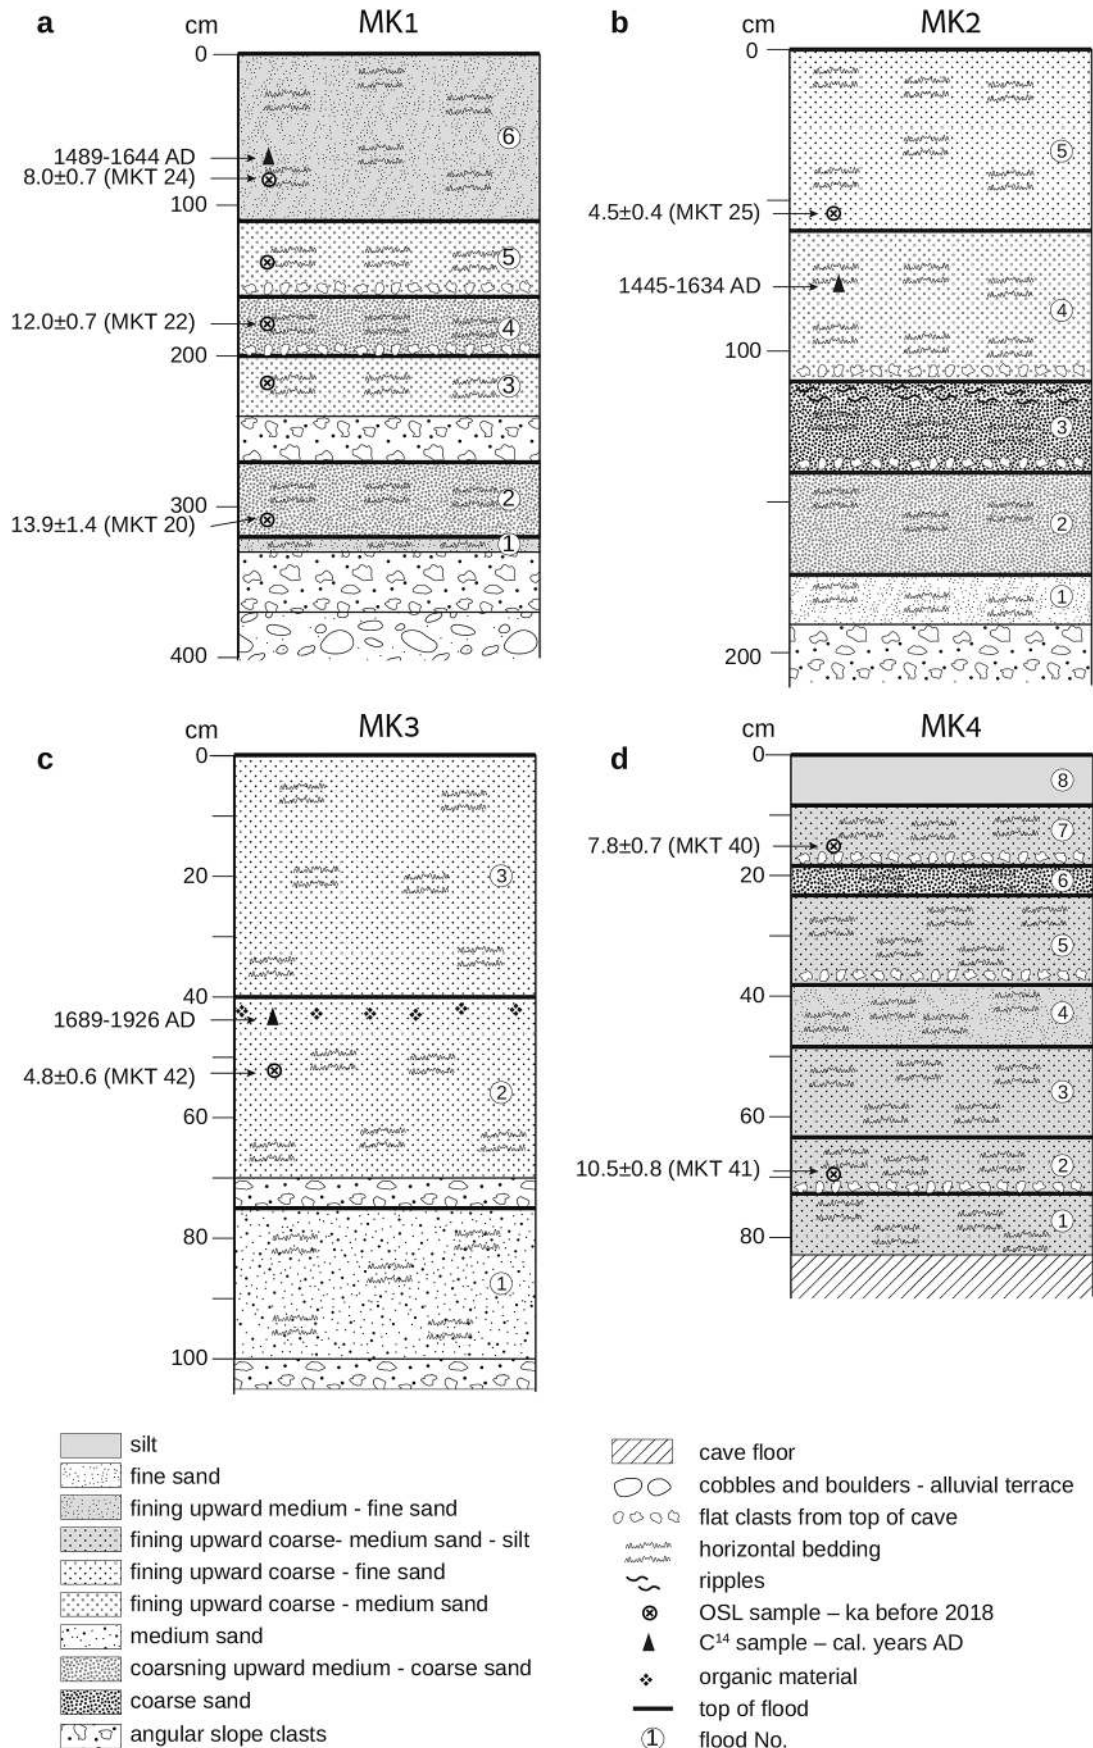 a
cm
MK1
0
6
1489-1644 AD
8.0±0.7 (MKT 24)
100
5
12.0±0.7 (MKT 22)
4
200
3
2
300
13.9±1.4 (MKT 20)
1
400
b
cm
MK2
0
5
4.5±0.4 (MKT 25)
1445-1634 AD
4
100
3
2
1
200
c
cm
MK3
0
20
3
40
1689-1926 AD
4.8±0.6 (MKT 42)
2
60
80
1
100
d
cm
MK4
0
8
7
7.8±0.7 (MKT 40)
20
6
5
40
4
3
60
10.5±0.8 (MKT 41)
2
1
80
silt
fine sand
fining upward medium - fine sand
fining upward coarse- medium sand - silt
fining upward coarse - fine sand
fining upward coarse - medium sand
medium sand
coarsning upward medium - coarse sand
coarse sand
angular slope clasts
cave floor
cobbles and boulders - alluvial terrace
flat clasts from top of cave
horizontal bedding
ripples
OSL sample – ka before 2018
C¹⁴ sample – cal. years AD
organic material
top of flood
1 flood No.